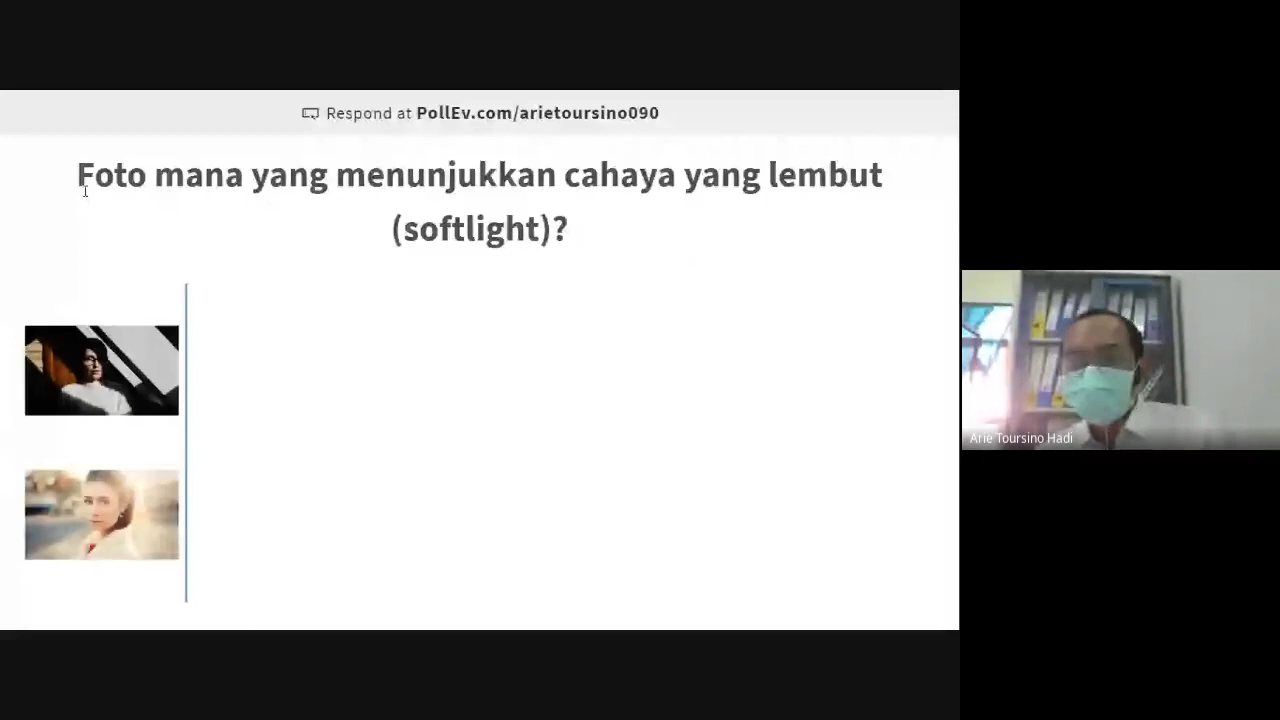 Respond at PollEv.com/arietoursino090
Foto mana yang menunjukkan cahaya yang lembut
(softlight)?
Arie Toursino Hadi